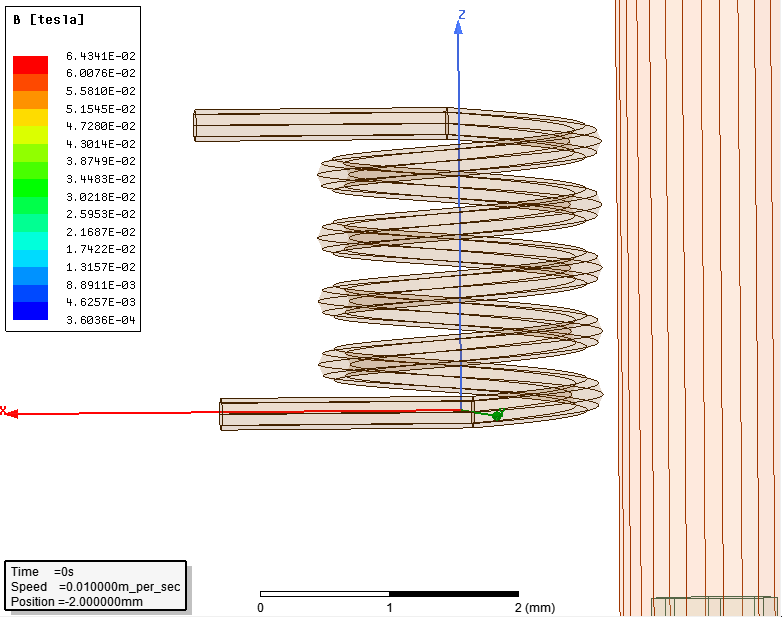 B [tesla]
6.4341E-02
6.0076E-02
5.5810E-02
5.1545E-02
4.7280E-02
4.3014E-02
3.8749E-02
3.4483E-02
3.0218E-02
2.5953E-02
2.1687E-02
1.7422E-02
1.3157E-02
8.8911E-03
4.6257E-03
3.6036E-04
Z
X
Time =0s
Speed =0.010000m_per_sec
Position =-2.000000mm
0 1 2 (mm)